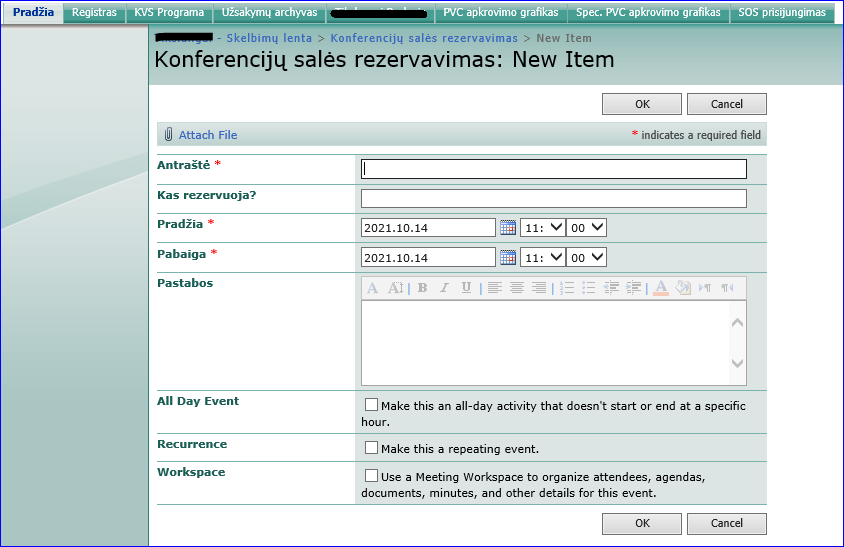 Pradžia Registras KVS Programa Užsakymų archyvas PVC apkrovimo grafikas Spec. PVC apkrovimo grafikas SOS prisijungimas
- Skelbimų lenta > Konferencijų salės rezervavimas > New Item
Konferencijų salės rezervavimas: New Item
OK Cancel
Attach File * indicates a required field
Antraštė *
Kas rezervuoja?
Pradžia * 2021.10.14 11: 00
Pabaiga * 2021.10.14 11: 00
Pastabos
A A B I U A
All Day Event Make this an all-day activity that doesn't start or end at a specific
hour.
Recurrence Make this a repeating event.
Workspace Use a Meeting Workspace to organize attendees, agendas,
documents, minutes, and other details for this event.
OK Cancel